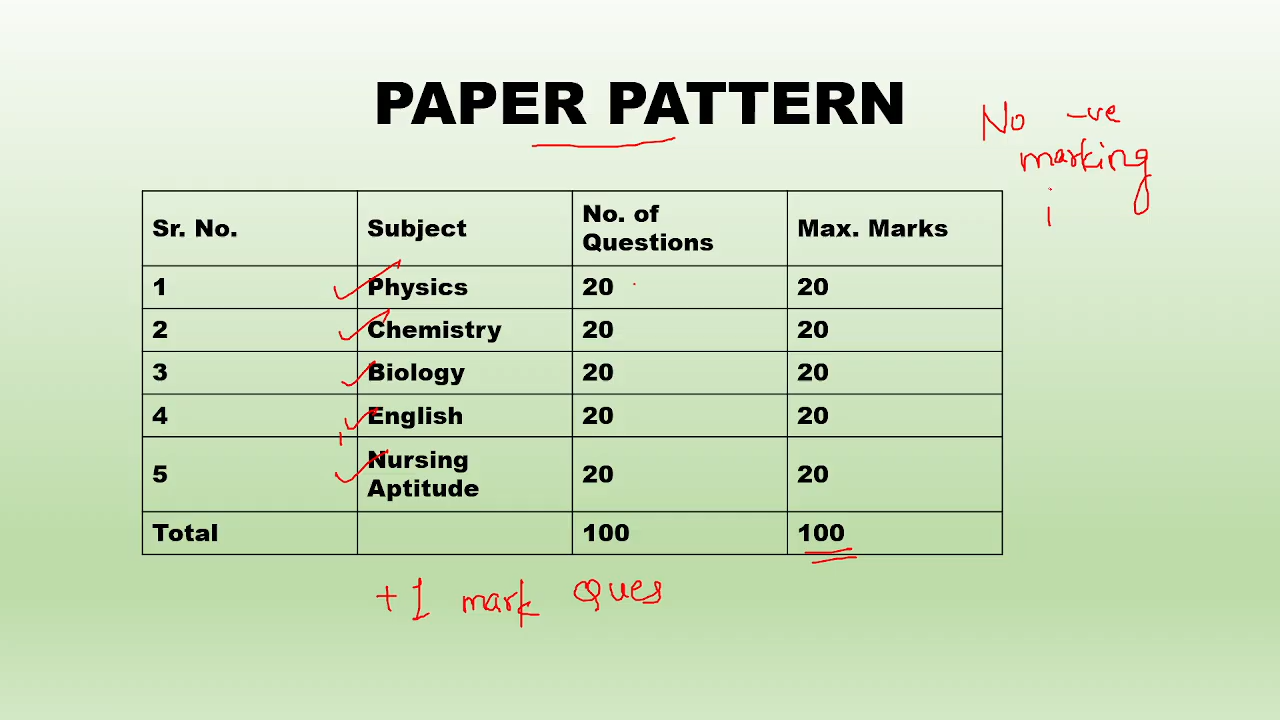 PAPER PATTERN
No -ve
marking
i
Sr. No. Subject No. of Questions Max. Marks
1 Physics 20 20
2 Chemistry 20 20
3 Biology 20 20
4 English 20 20
5 Nursing Aptitude 20 20
Total 100 100
+1 mark Ques